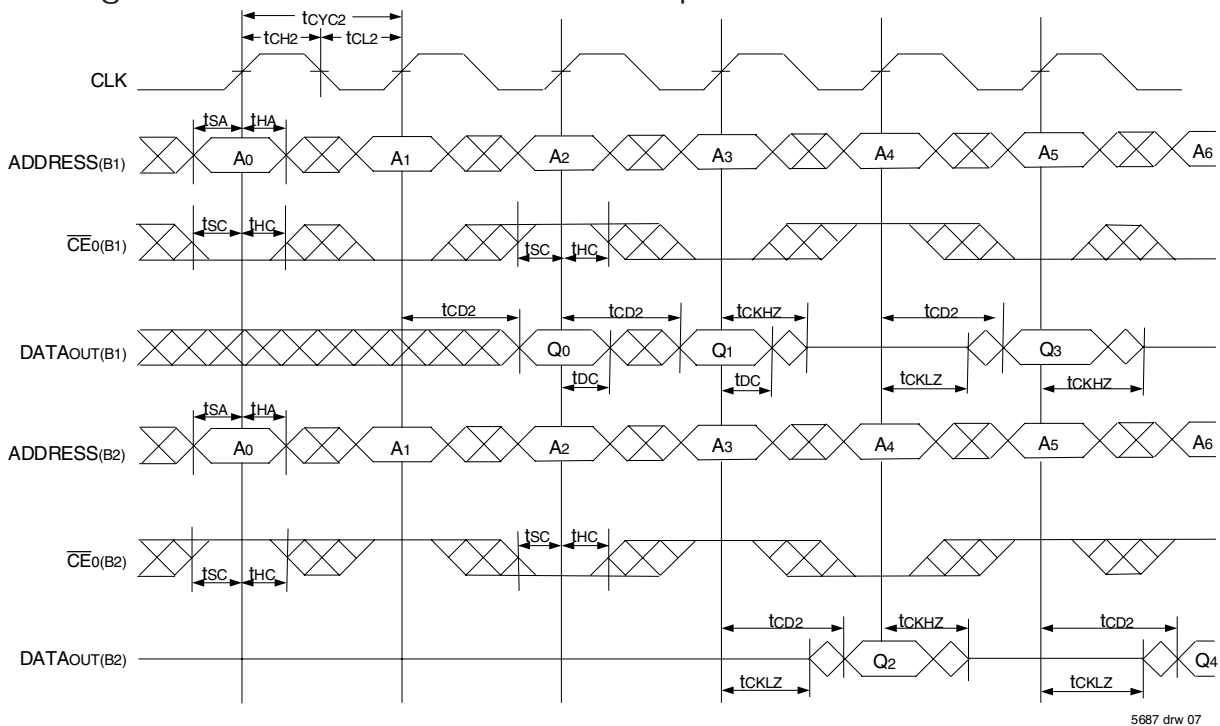 tCYC2
tCH2 tCL2
CLK
tSA tHA
ADDRESS(B1) A0 A1 A2 A3 A4 A5 A6
tSC tHC
CE0(B1) tSC tHC
tCD2 tCD2 tCKHZ tCD2
DATAOUT(B1) Q0 Q1 Q3
tDC tDC tCKLZ tCKHZ
tSA tHA
ADDRESS(B2) A0 A1 A2 A3 A4 A5 A6
tSC tHC
CE0(B2)
tSC tHC
tCD2 tCKHZ tCD2
DATAOUT(B2) Q2 Q4
tCKLZ tCKLZ
5687 drw 07